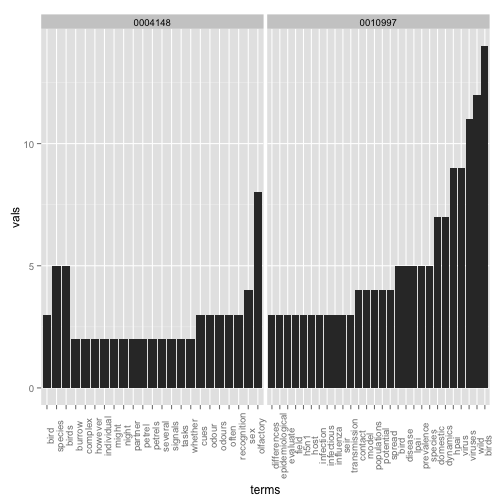 0004148
0010997
vals
10
5
0
bird
species
birds
burrow
complex
however
individual
might
night
partner
petrel
petrels
several
signals
tasks
whether
cues
odour
odours
often
recognition
sex
olfactory
differences
epidemiological
evaluate
field
h5n1
host
infection
infectious
influenza
seir
transmission
contact
model
populations
potential
spread
bird
disease
lpai
prevalence
species
domestic
dynamics
hpai
virus
viruses
wild
birds
terms